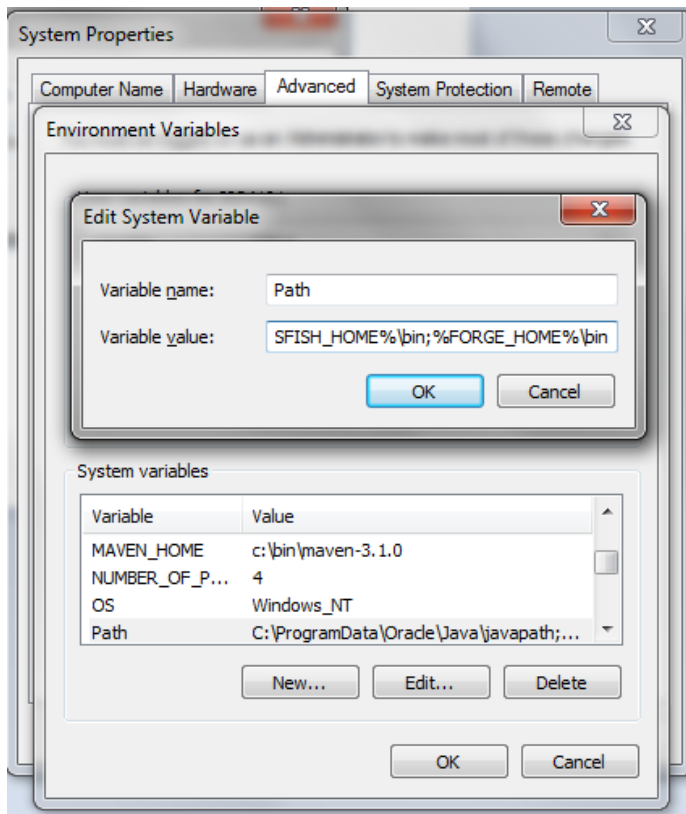 System Properties
Computer Name Hardware Advanced System Protection Remote
Environment Variables
Edit System Variable
Variable name: Path
Variable value: SFISH_HOME%\bin;%FORGE_HOME%\bin
OK Cancel
System variables
Variable Value
MAVEN_HOME c:\bin\maven-3.1.0
NUMBER_OF_P... 4
OS Windows_NT
Path C:\ProgramData\Oracle\Java\javapath;...
New... Edit... Delete
OK Cancel